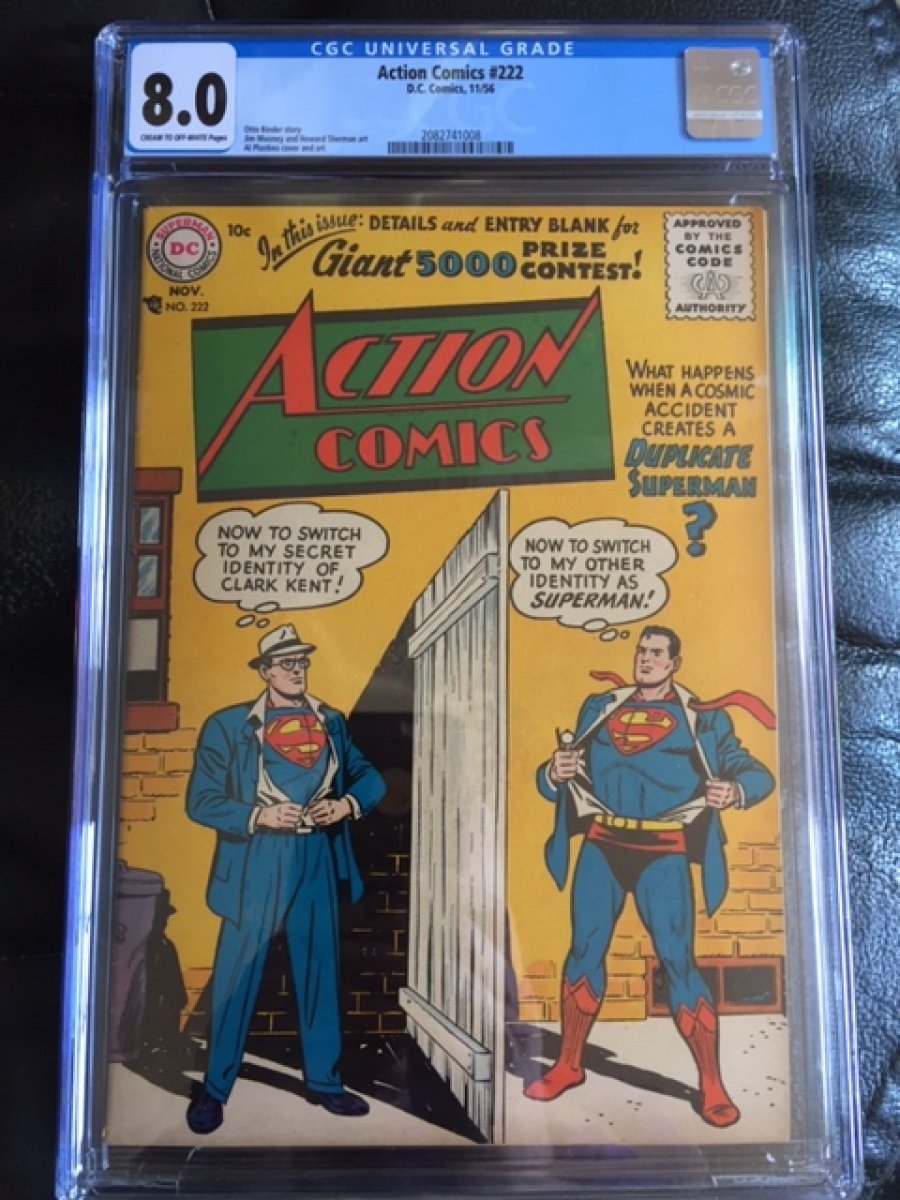 CGC UNIVERSAL GRADE
8.0
CREAM TO OFF-WHITE Pages
Action Comics #222
D.C. Comics, 11/56
Otto Binder story
Jim Mooney and Howard Sherman art
Al Plastino cover and art
2082741008
CGC
SUPERMAN
DC
NATIONAL COMICS
NOV.
NO. 222
10¢
In this issue: DETAILS and ENTRY BLANK for
Giant 5000 PRIZE CONTEST!
APPROVED
BY THE
COMICS
CODE
CA
AUTHORITY
ACTION
COMICS
WHAT HAPPENS
WHEN A COSMIC
ACCIDENT
CREATES A
DUPLICATE
SUPERMAN
?
NOW TO SWITCH
TO MY SECRET
IDENTITY OF
CLARK KENT!
NOW TO SWITCH
TO MY OTHER
IDENTITY AS
SUPERMAN!
S
S